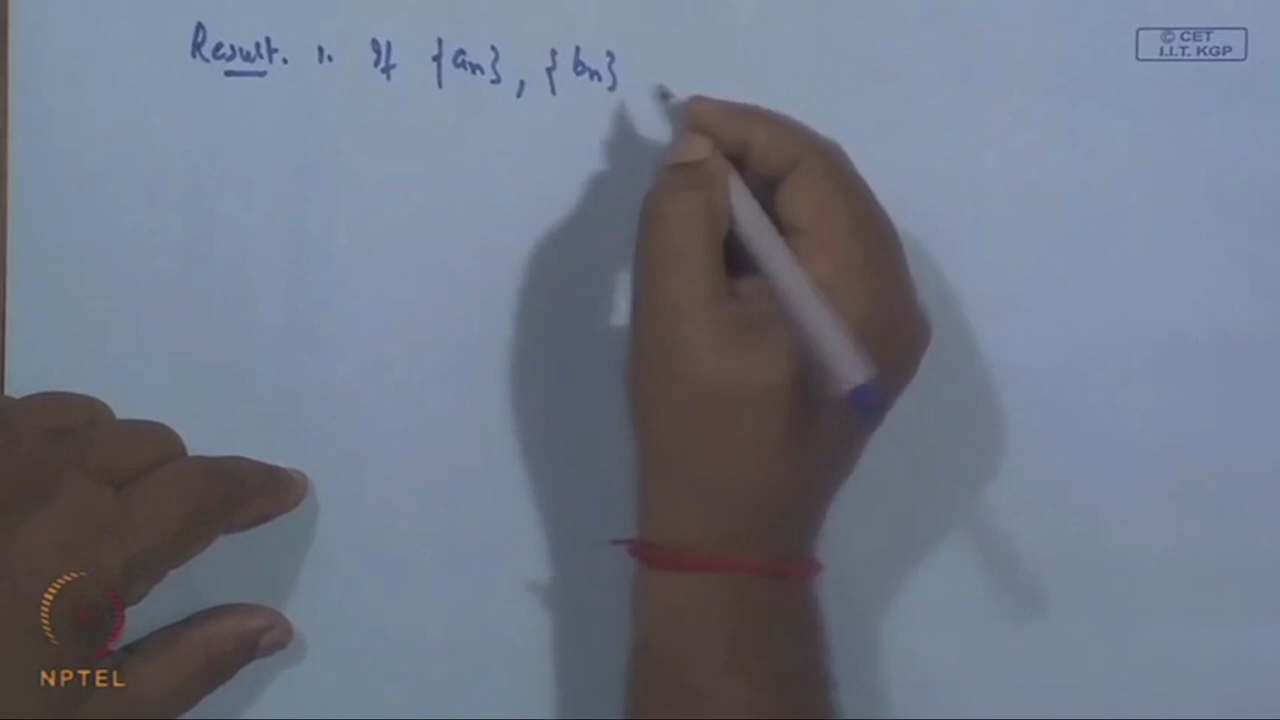 Result. 1. If {an}, {bn}
© CET
I.I.T. KGP
NPTEL